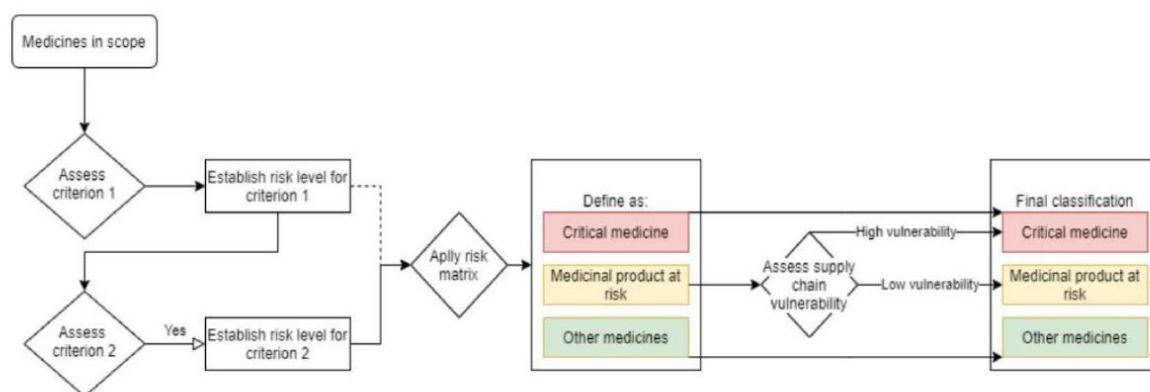 Medicines in scope
Assess
criterion 1
Establish risk level for
criterion 1
Assess
criterion 2
Yes
Establish risk level for
criterion 2
Aplly risk
matrix
Define as:
Critical medicine
Medicinal product at
risk
Other medicines
Assess supply
chain
vulnerability
High vulnerability
Low vulnerability
Final classification
Critical medicine
Medicinal product at
risk
Other medicines